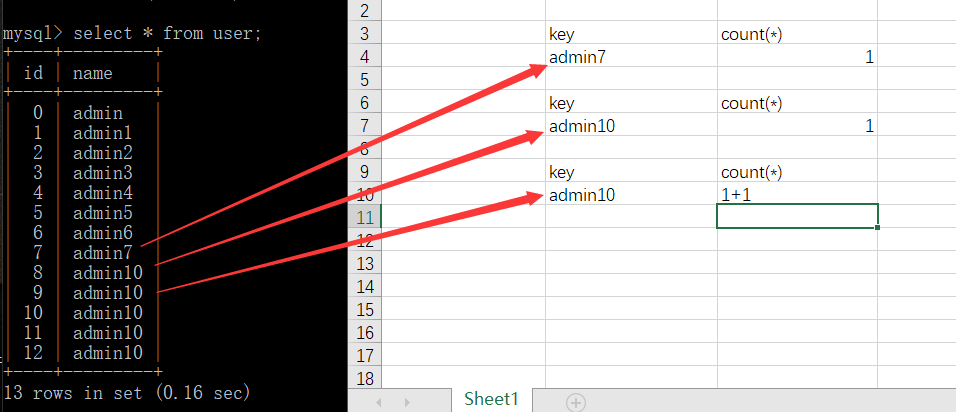 mysql> select * from user;
+----+---------+
| id | name    |
+----+---------+
|  0 | admin   |
|  1 | admin1  |
|  2 | admin2  |
|  3 | admin3  |
|  4 | admin4  |
|  5 | admin5  |
|  6 | admin6  |
|  7 | admin7  |
|  8 | admin10 |
|  9 | admin10 |
| 10 | admin10 |
| 11 | admin10 |
| 12 | admin10 |
+----+---------+
13 rows in set (0.16 sec)
2
3 key count(*)
4 admin7 1
5
6 key count(*)
7 admin10 1
8
9 key count(*)
10 admin10 1+1
11
12
13
14
15
16
17
18
Sheet1